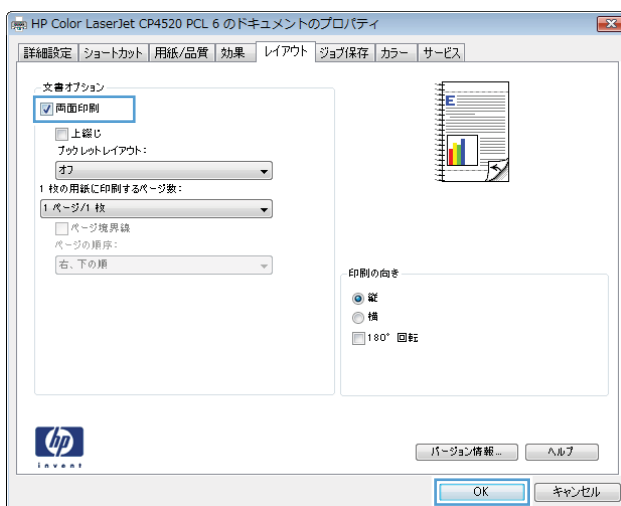 HP Color LaserJet CP4520 PCL 6 のドキュメントのプロパティ
詳細設定 ショートカット 用紙/品質 効果 レイアウト ジョブ保存 カラー サービス
文書オプション
両面印刷
上綴じ
ブックレットレイアウト:
オフ
1 枚の用紙に印刷するページ数:
1 ページ/1 枚
ページ境界線
ページの順序:
右、下の順
E
印刷の向き
縦
横
180° 回転
hp
invent
バージョン情報... ヘルプ
OK キャンセル